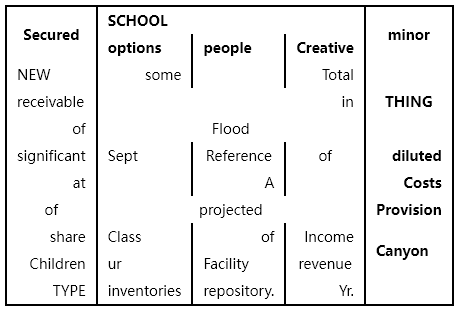 Secured SCHOOL minor
options people Creative
NEW some Total
receivable in THING
of Flood
significant Sept Reference of diluted
at A Costs
of projected Provision
share Class of Income
Canyon
Children ur Facility revenue
TYPE inventories repository. Yr.